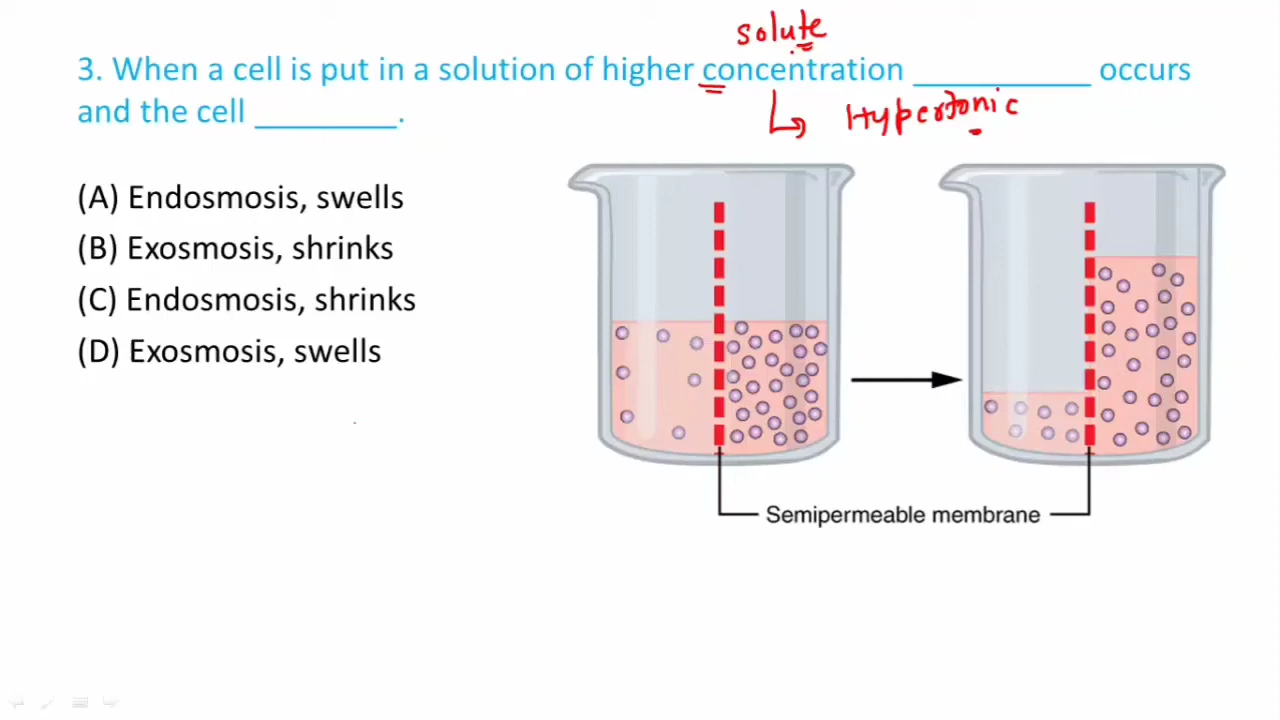 solute
3. When a cell is put in a solution of higher concentration __________ occurs
and the cell ________.
Hypertonic
(A) Endosmosis, swells
(B) Exosmosis, shrinks
(C) Endosmosis, shrinks
(D) Exosmosis, swells
Semipermeable membrane